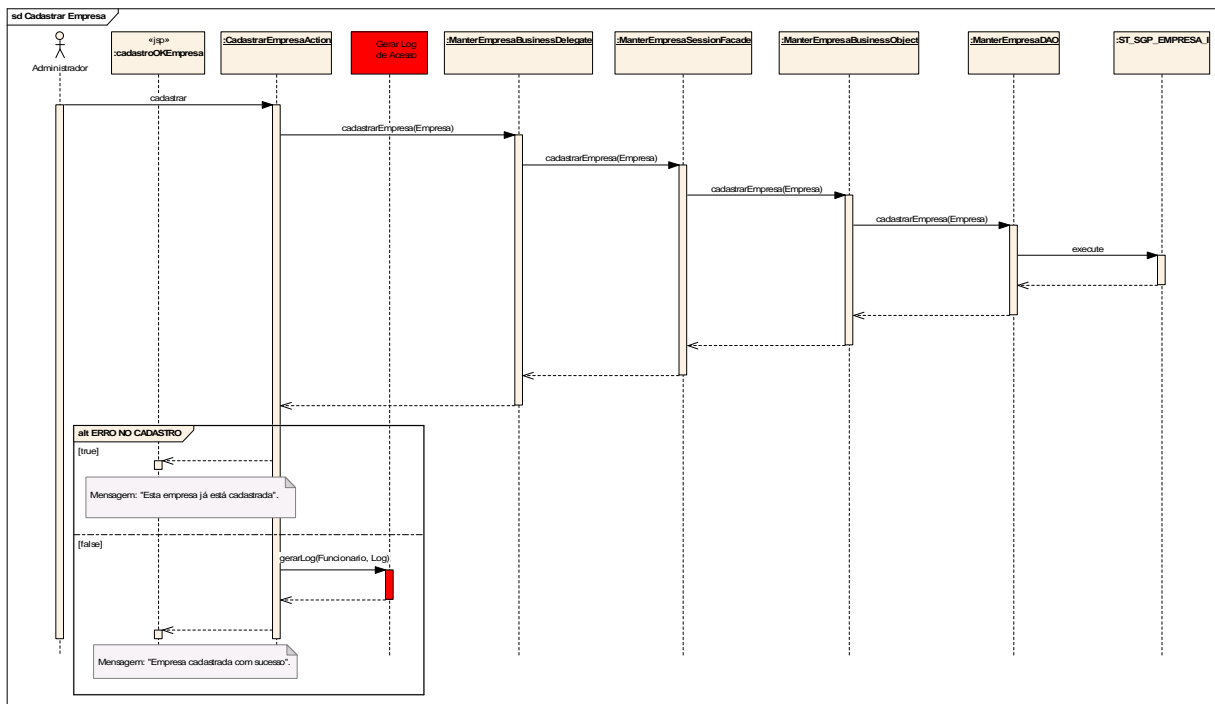 sd Cadastrar Empresa
Administrador
«jsp»
:cadastroOKEmpresa
:CadastrarEmpresaAction
Gerar Log
de Acesso
:ManterEmpresaBusinessDelegate
:ManterEmpresaSessionFacade
:ManterEmpresaBusinessObject
:ManterEmpresaDAO
:ST_SGP_EMPRESA_I
cadastrar
cadastrarEmpresa(Empresa)
cadastrarEmpresa(Empresa)
cadastrarEmpresa(Empresa)
cadastrarEmpresa(Empresa)
execute
alt ERRO NO CADASTRO
[true]
Mensagem: "Esta empresa já está cadastrada".
[false]
gerarLog(Funcionario, Log)
Mensagem: "Empresa cadastrada com sucesso".